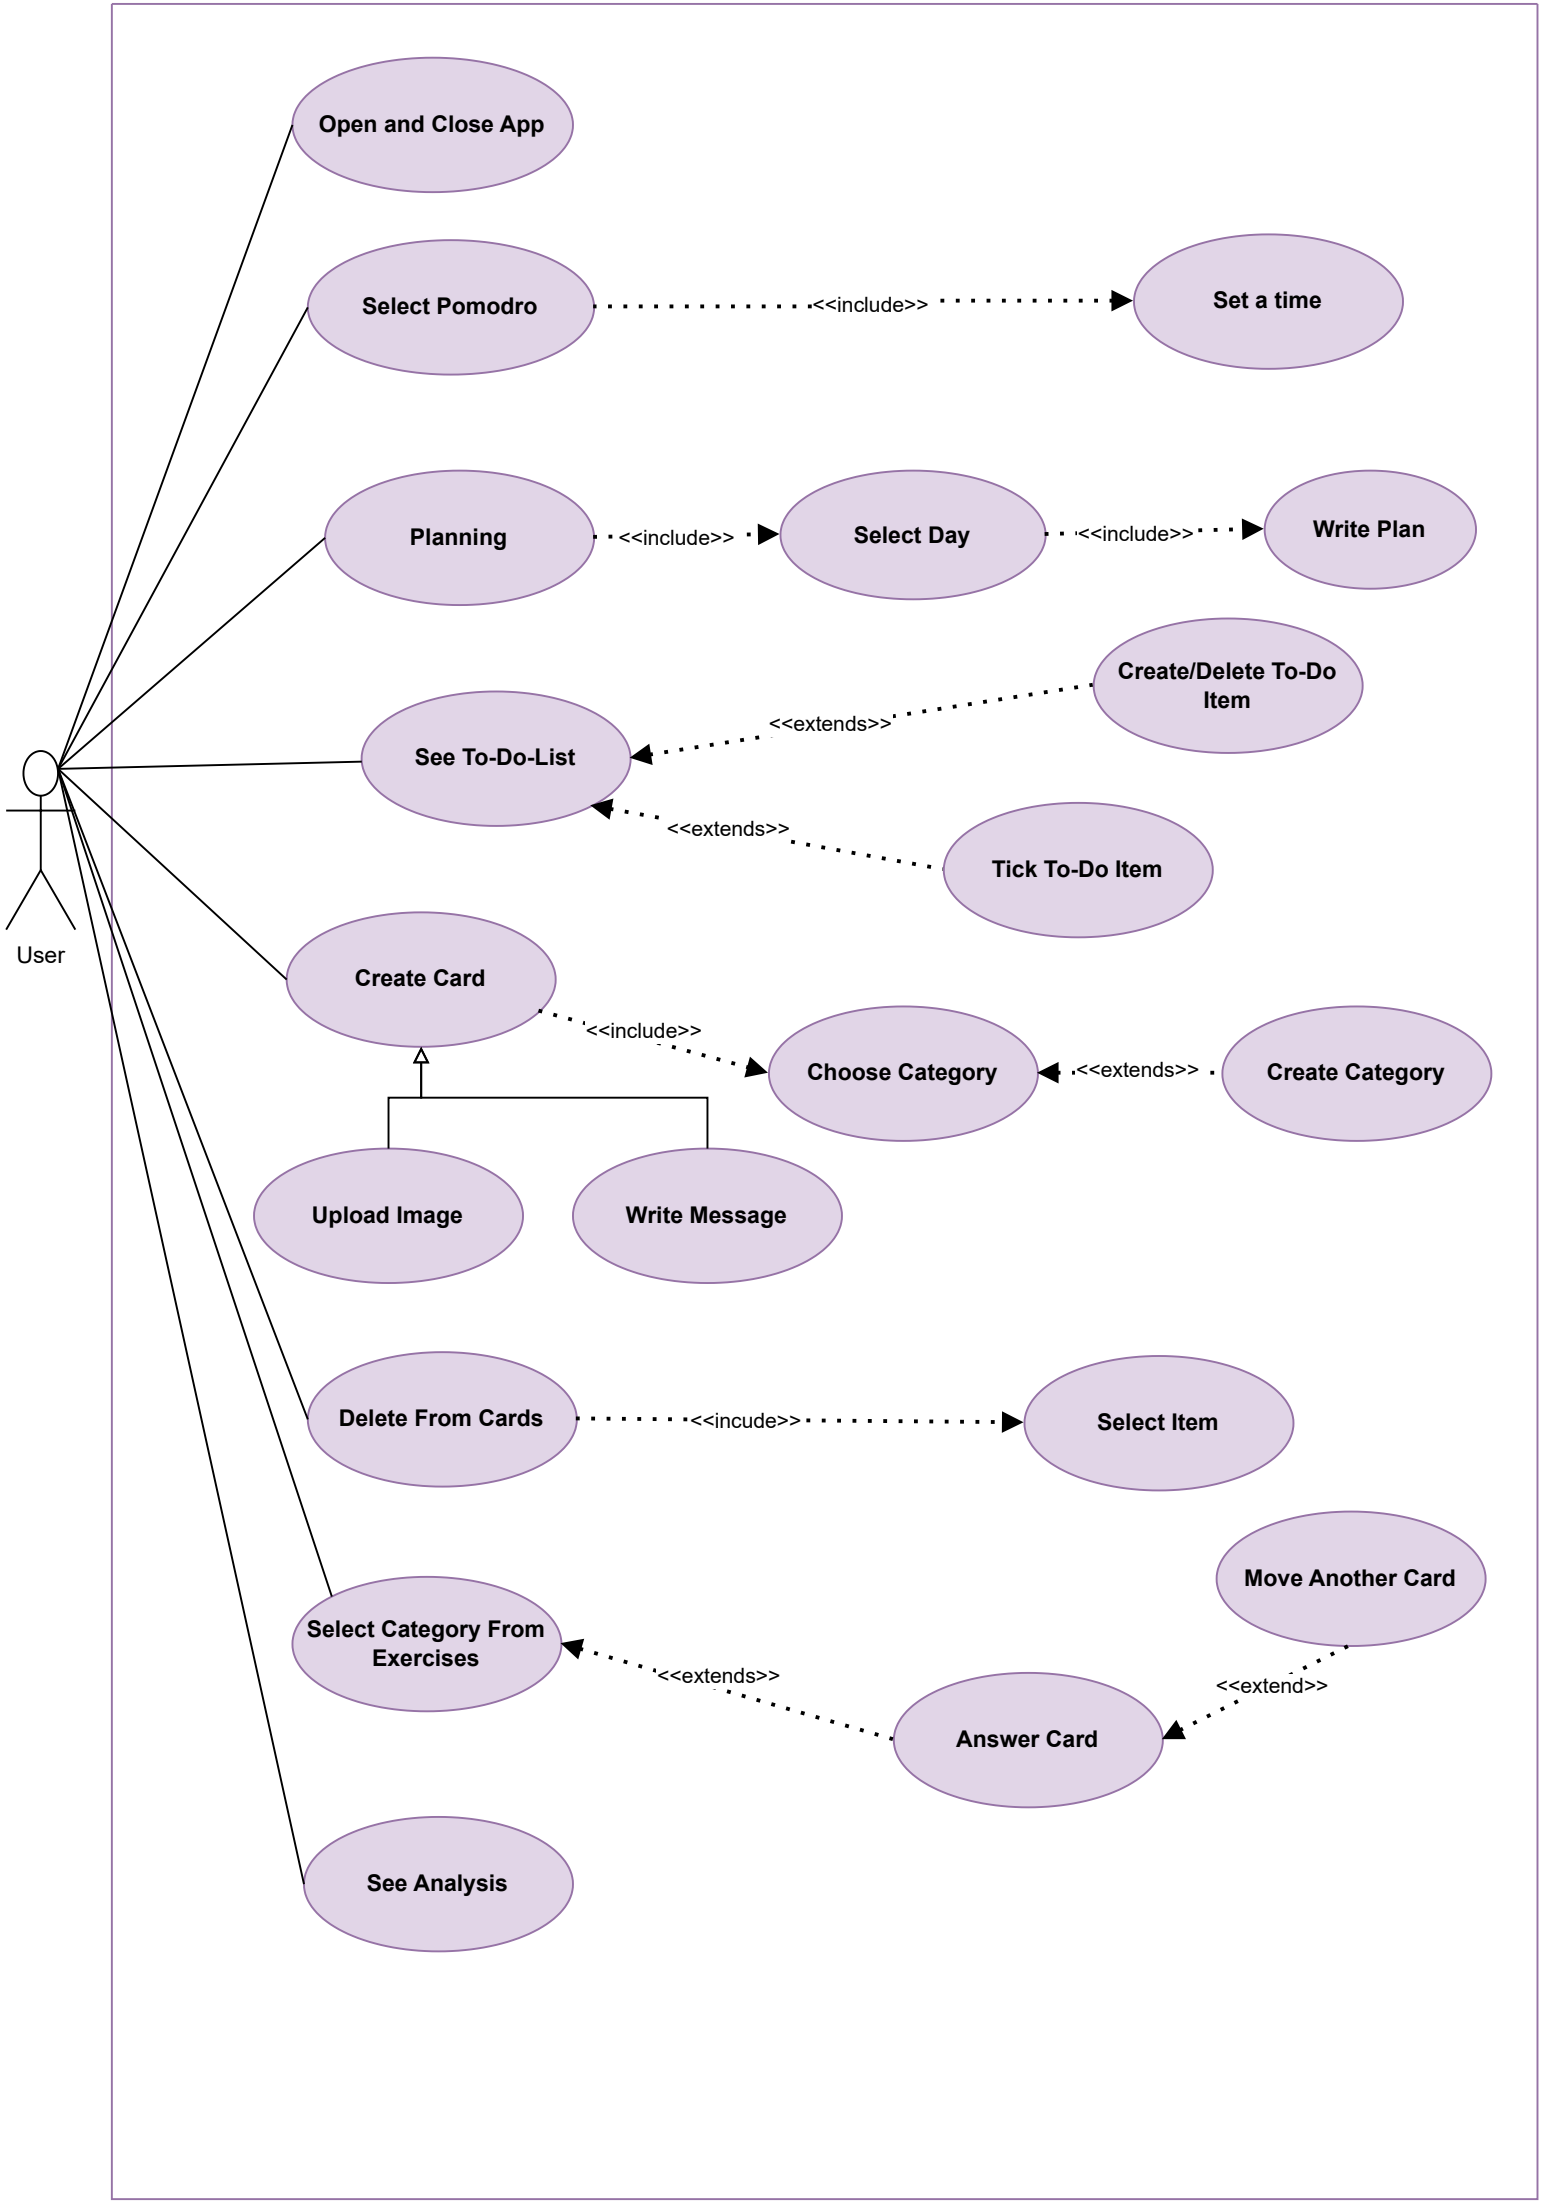 Open and Close App
Select Pomodro
<<include>>
Set a time
Planning
<<include>>
Select Day
<<include>>
Write Plan
Create/Delete To-Do
Item
<<extends>>
See To-Do-List
<<extends>>
Tick To-Do Item
User
Create Card
<<include>>
Choose Category
<<extends>>
Create Category
Upload Image
Write Message
Delete From Cards
<<incude>>
Select Item
Move Another Card
Select Category From
Exercises
<<extends>>
<<extend>>
Answer Card
See Analysis